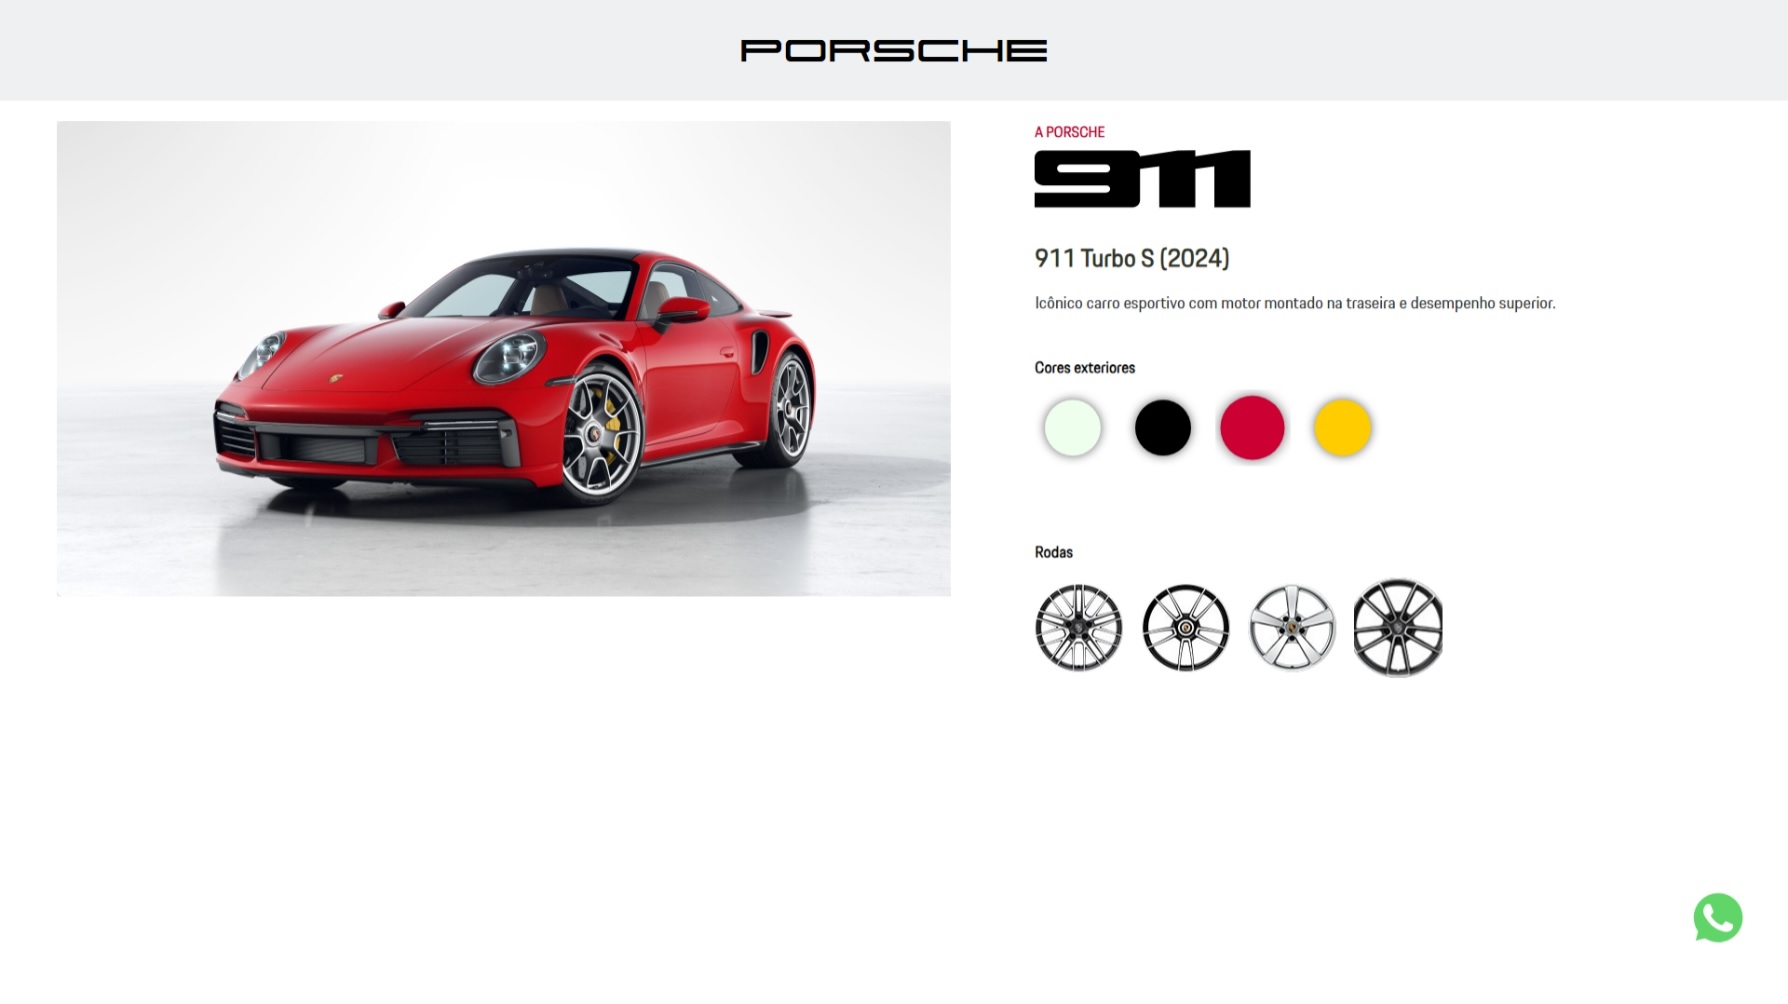 PORSCHE
A PORSCHE
911
911 Turbo S (2024)
Icônico carro esportivo com motor montado na traseira e desempenho superior.
Cores exteriores
Rodas